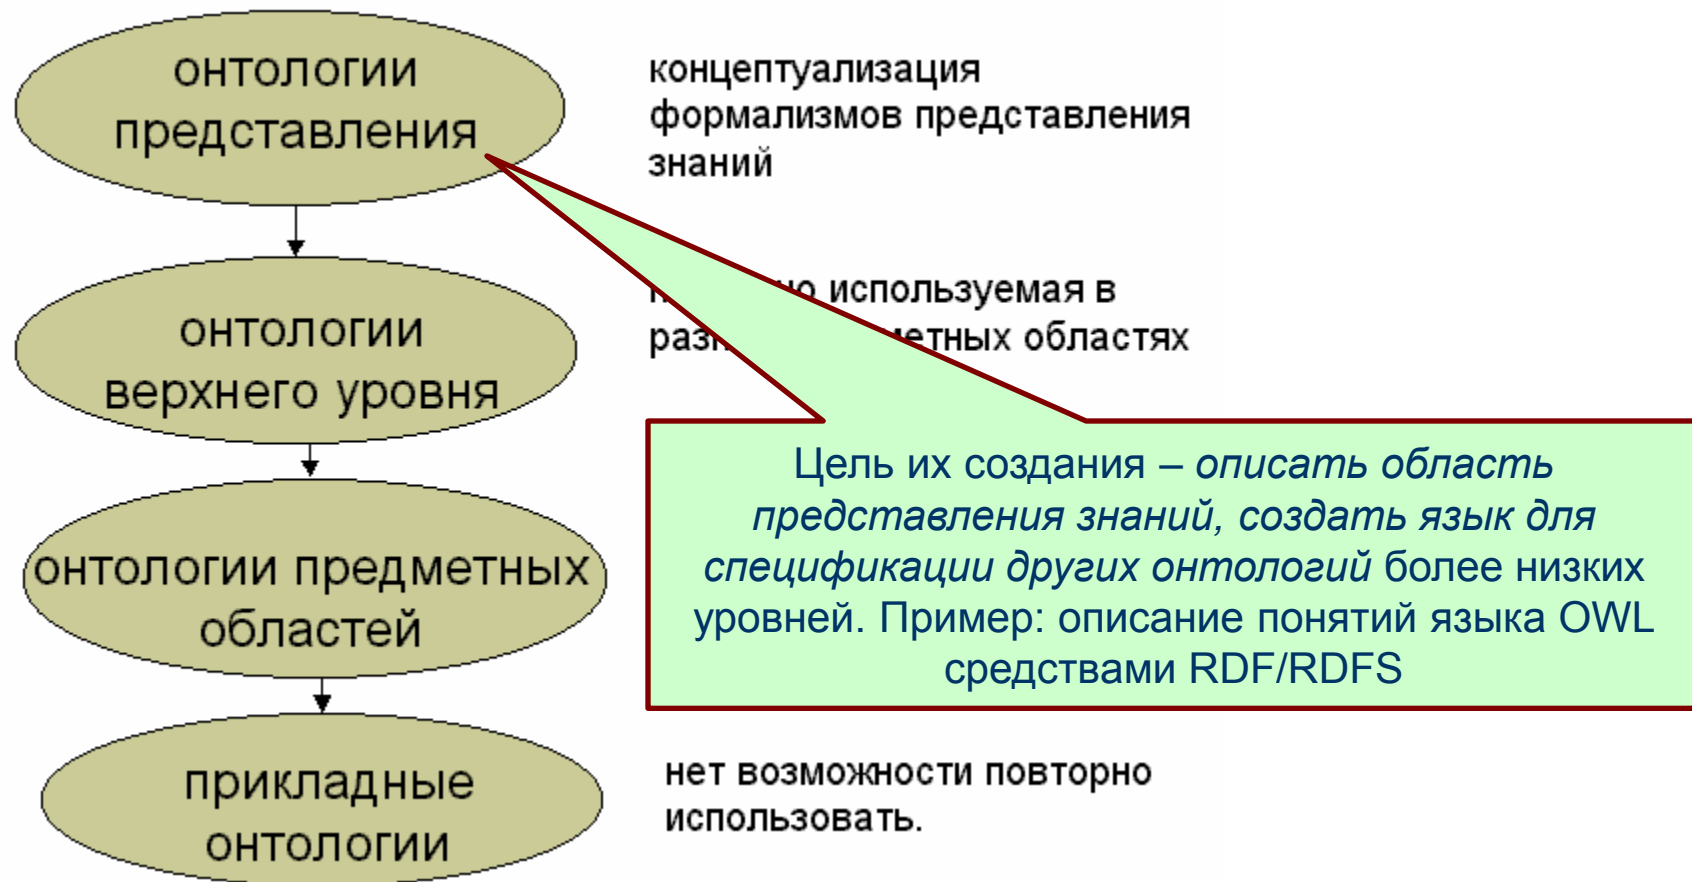 онтологии
представления
концептуализация
формализмов представления
знаний
онтологии
верхнего уровня
используемая в
областях
Цель их создания – описать область
представления знаний, создать язык для
спецификации других онтологий более низких
уровней. Пример: описание понятий языка OWL
средствами RDF/RDFS
онтологии предметных
областей
прикладные
онтологии
нет возможности повторно
использовать.